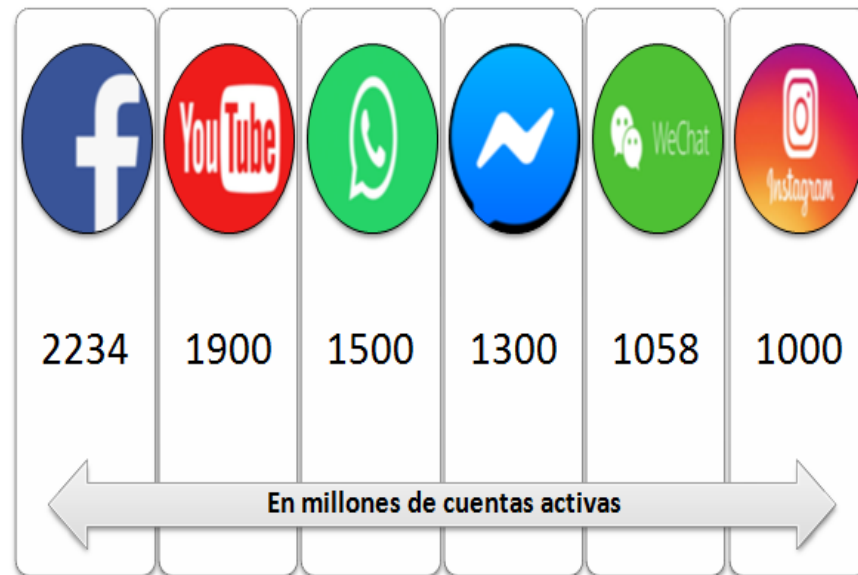 f
YouTube
WeChat
Instagram
2234 1900 1500 1300 1058 1000
En millones de cuentas activas